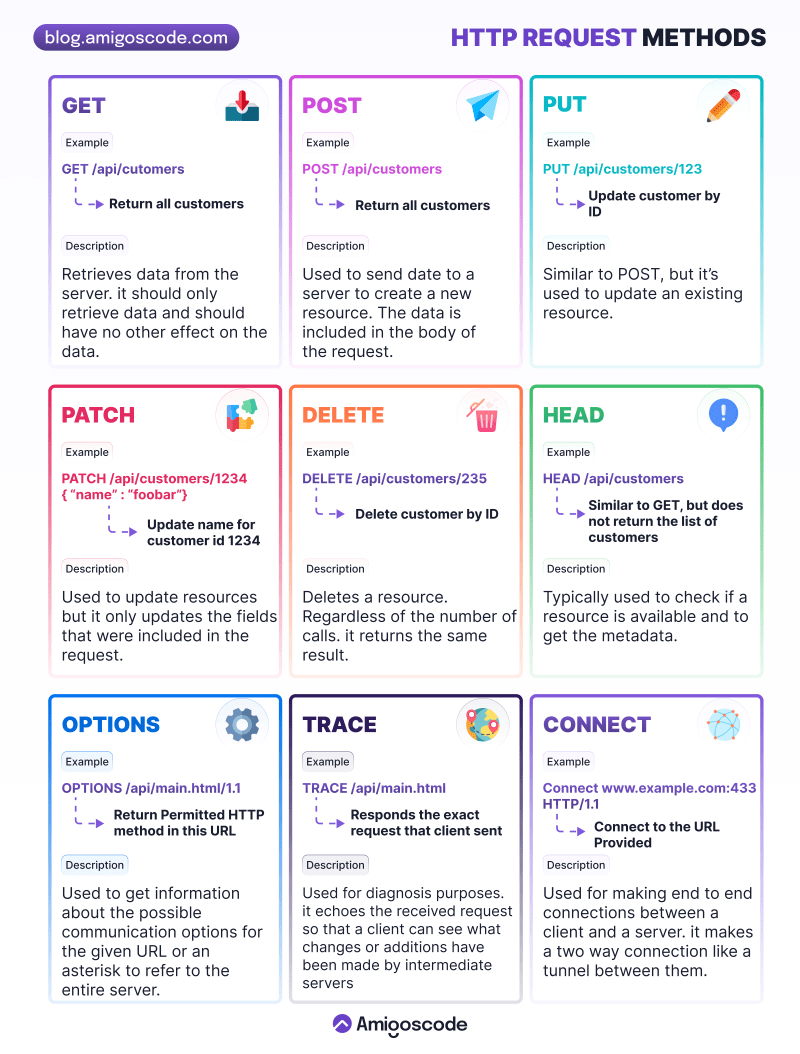 blog.amigoscode.com
HTTP REQUEST METHODS
GET
Example
GET /api/cutomers
Return all customers
Description
Retrieves data from the
server. it should only
retrieve data and should
have no other effect on the
data.
POST
Example
POST /api/customers
Return all customers
Description
Used to send date to a
server to create a new
resource. The data is
included in the body of
the request.
PUT
Example
PUT /api/customers/123
Update customer by
ID
Description
Similar to POST, but it’s
used to update an existing
resource.
PATCH
Example
PATCH /api/customers/1234
{ “name” : “foobar”}
Update name for
customer id 1234
Description
Used to update resources
but it only updates the fields
that were included in the
request.
DELETE
Example
DELETE /api/customers/235
Delete customer by ID
Description
Deletes a resource.
Regardless of the number of
calls. it returns the same
result.
HEAD
Example
HEAD /api/customers
Similar to GET, but does
not return the list of
customers
Description
Typically used to check if a
resource is available and to
get the metadata.
OPTIONS
Example
OPTIONS /api/main.html/1.1
Return Permitted HTTP
method in this URL
Description
Used to get information
about the possible
communication options for
the given URL or an
asterisk to refer to the
entire server.
TRACE
Example
TRACE /api/main.html
Responds the exact
request that client sent
Description
Used for diagnosis purposes.
it echoes the received request
so that a client can see what
changes or additions have
been made by intermediate
servers
CONNECT
Example
Connect www.example.com:433
HTTP/1.1
Connect to the URL
Provided
Description
Used for making end to end
connections between a
client and a server. it makes
a two way connection like a
tunnel between them.
Amigoscode